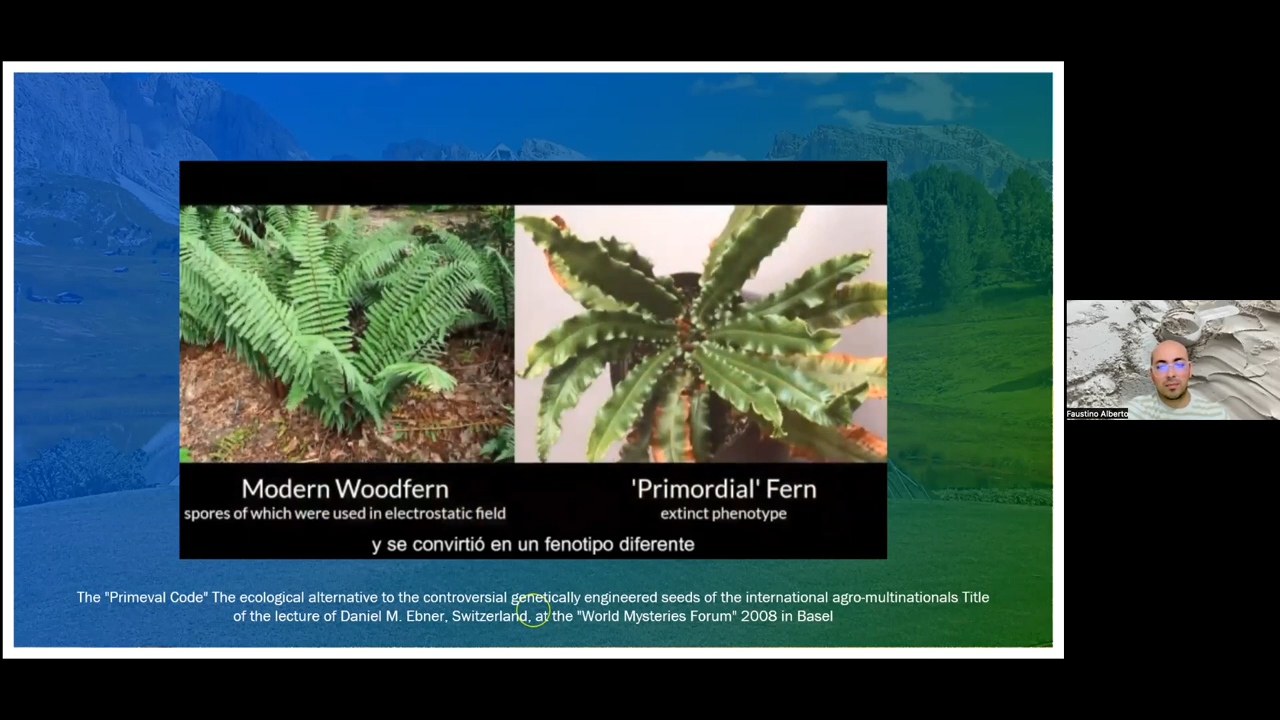 Modern Woodfern
spores of which were used in electrostatic field
'Primordial' Fern
extinct phenotype
y se convirtió en un fenotipo diferente
The "Primeval Code" The ecological alternative to the controversial genetically engineered seeds of the international agro-multinationals Title
of the lecture of Daniel M. Ebner, Switzerland, at the "World Mysteries Forum" 2008 in Basel
Faustino Alberto